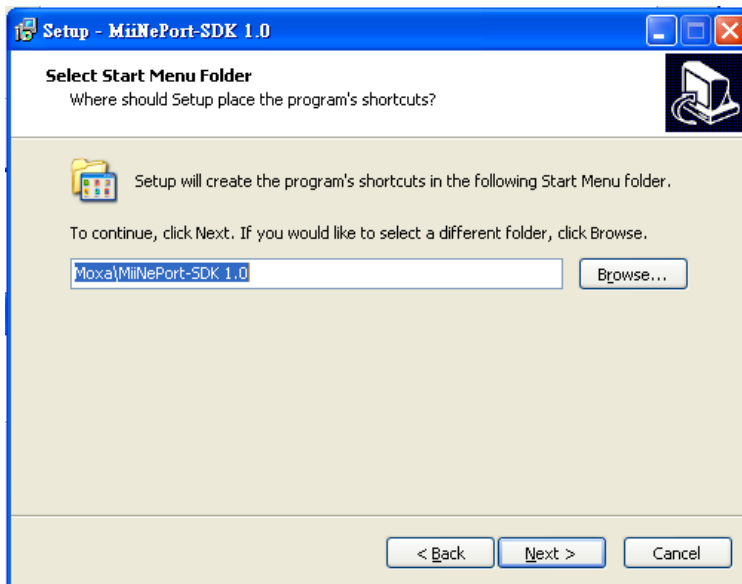 Setup - MiiNePort-SDK 1.0
Select Start Menu Folder
Where should Setup place the program's shortcuts?
Setup will create the program's shortcuts in the following Start Menu folder.
To continue, click Next. If you would like to select a different folder, click Browse.
Moxa\MiiNePort-SDK 1.0
Browse...
< Back
Next >
Cancel